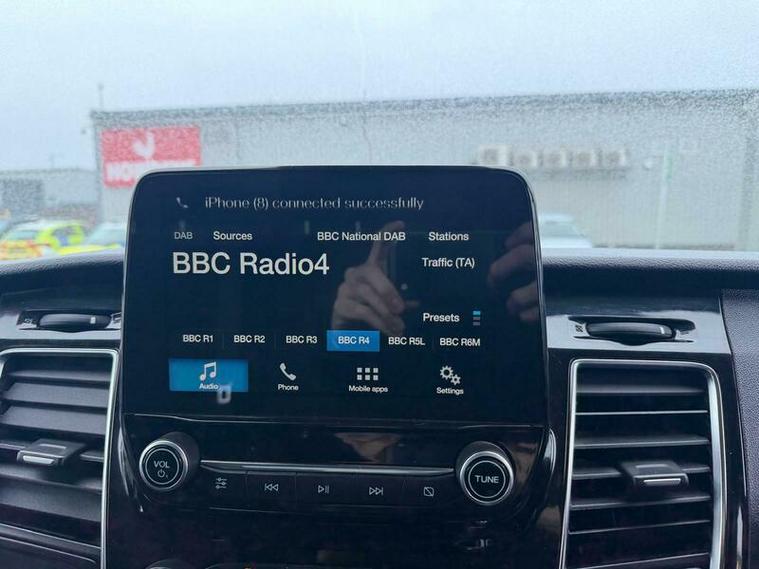 iPhone (8) connected successfully
DAB Sources BBC National DAB Stations
BBC Radio4
Traffic (TA)
Presets
BBC R1 BBC R2 BBC R3 BBC R4 BBC R5L BBC R6M
Audio Phone Mobile apps Settings
VOL
TUNE